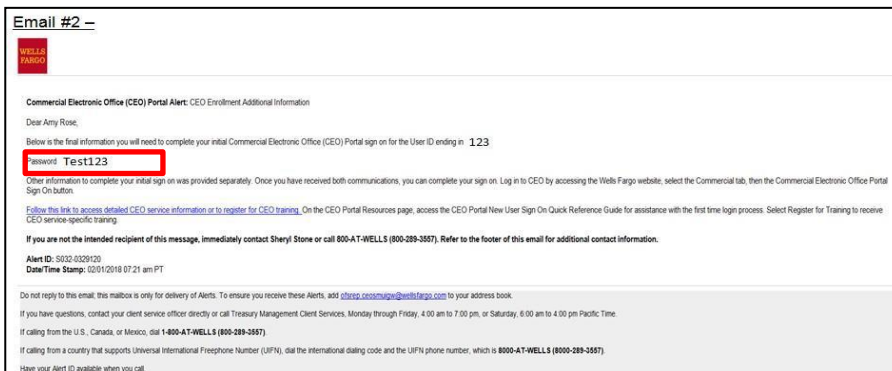 Email #2 –
WELLS
FARGO
Commercial Electronic Office (CEO) Portal Alert: CEO Enrollment Additional Information
Dear Amy Rose,
Below is the final information you will need to complete your initial Commercial Electronic Office (CEO) Portal sign on for the User ID ending in 123
Password Test123
Other information to complete your initial sign on was provided separately. Once you have received both communications, you can complete your sign on. Log in to CEO by accessing the Wells Fargo website, select the Commercial tab, then the Commercial Electronic Office Portal
Sign On button.
Follow this link to access detailed CEO service information or to register for CEO training. On the CEO Portal Resources page, access the CEO Portal New User Sign On Quick Reference Guide for assistance with the first time login process. Select Register for Training to receive
CEO service-specific training.
If you are not the intended recipient of this message, immediately contact Sheryl Stone or call 800-AT-WELLS (800-289-3557). Refer to the footer of this email for additional contact information.
Alert ID: S032-0329120
Date/Time Stamp: 02/01/2018 07:21 am PT
Do not reply to this email; this mailbox is only for delivery of Alerts. To ensure you receive these Alerts, add ofsrep.ceosmuigw@wellsfargo.com to your address book.
If you have questions, contact your client service officer directly or call Treasury Management Client Services, Monday through Friday, 4:00 am to 7:00 pm, or Saturday, 6:00 am to 4:00 pm Pacific Time.
If calling from the U.S., Canada, or Mexico, dial 1-800-AT-WELLS (800-289-3557).
If calling from a country that supports Universal International Freephone Number (UIFN), dial the international dialing code and the UIFN phone number, which is 8000-AT-WELLS (8000-289-3557).
Have your Alert ID available when you call.